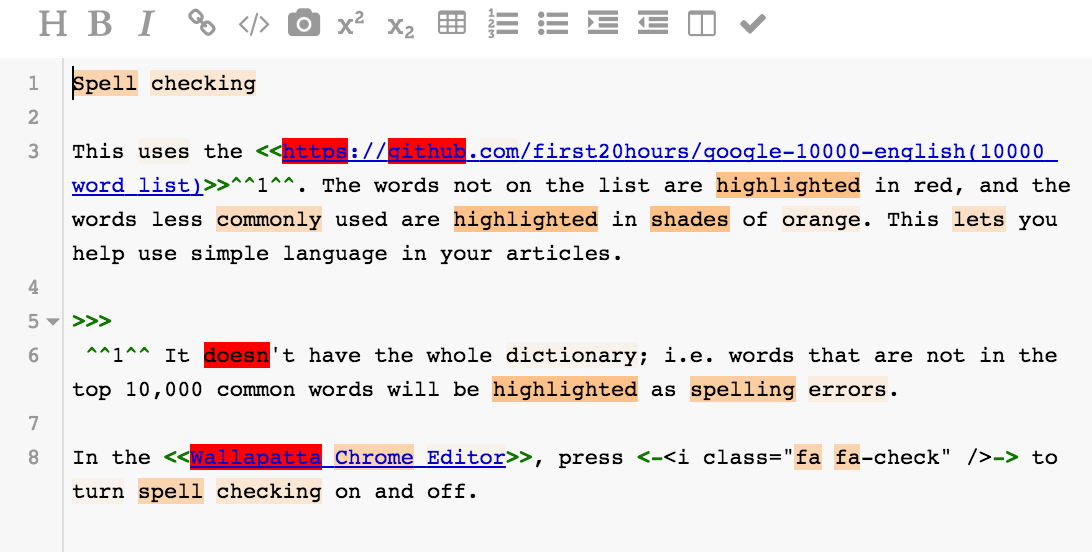 H B I </> x² x₂
1 Spell checking
2
3 This uses the <<https://github.com/first20hours/google-10000-english(10000
word list)>>^^1^^. The words not on the list are highlighted in red, and the
words less commonly used are highlighted in shades of orange. This lets you
help use simple language in your articles.
4
5 >>>
6 ^^1^^ It doesn't have the whole dictionary; i.e. words that are not in the
top 10,000 common words will be highlighted as spelling errors.
7
8 In the <<Wallapatta Chrome Editor>>, press <-<i class="fa fa-check" />-> to
turn spell checking on and off.